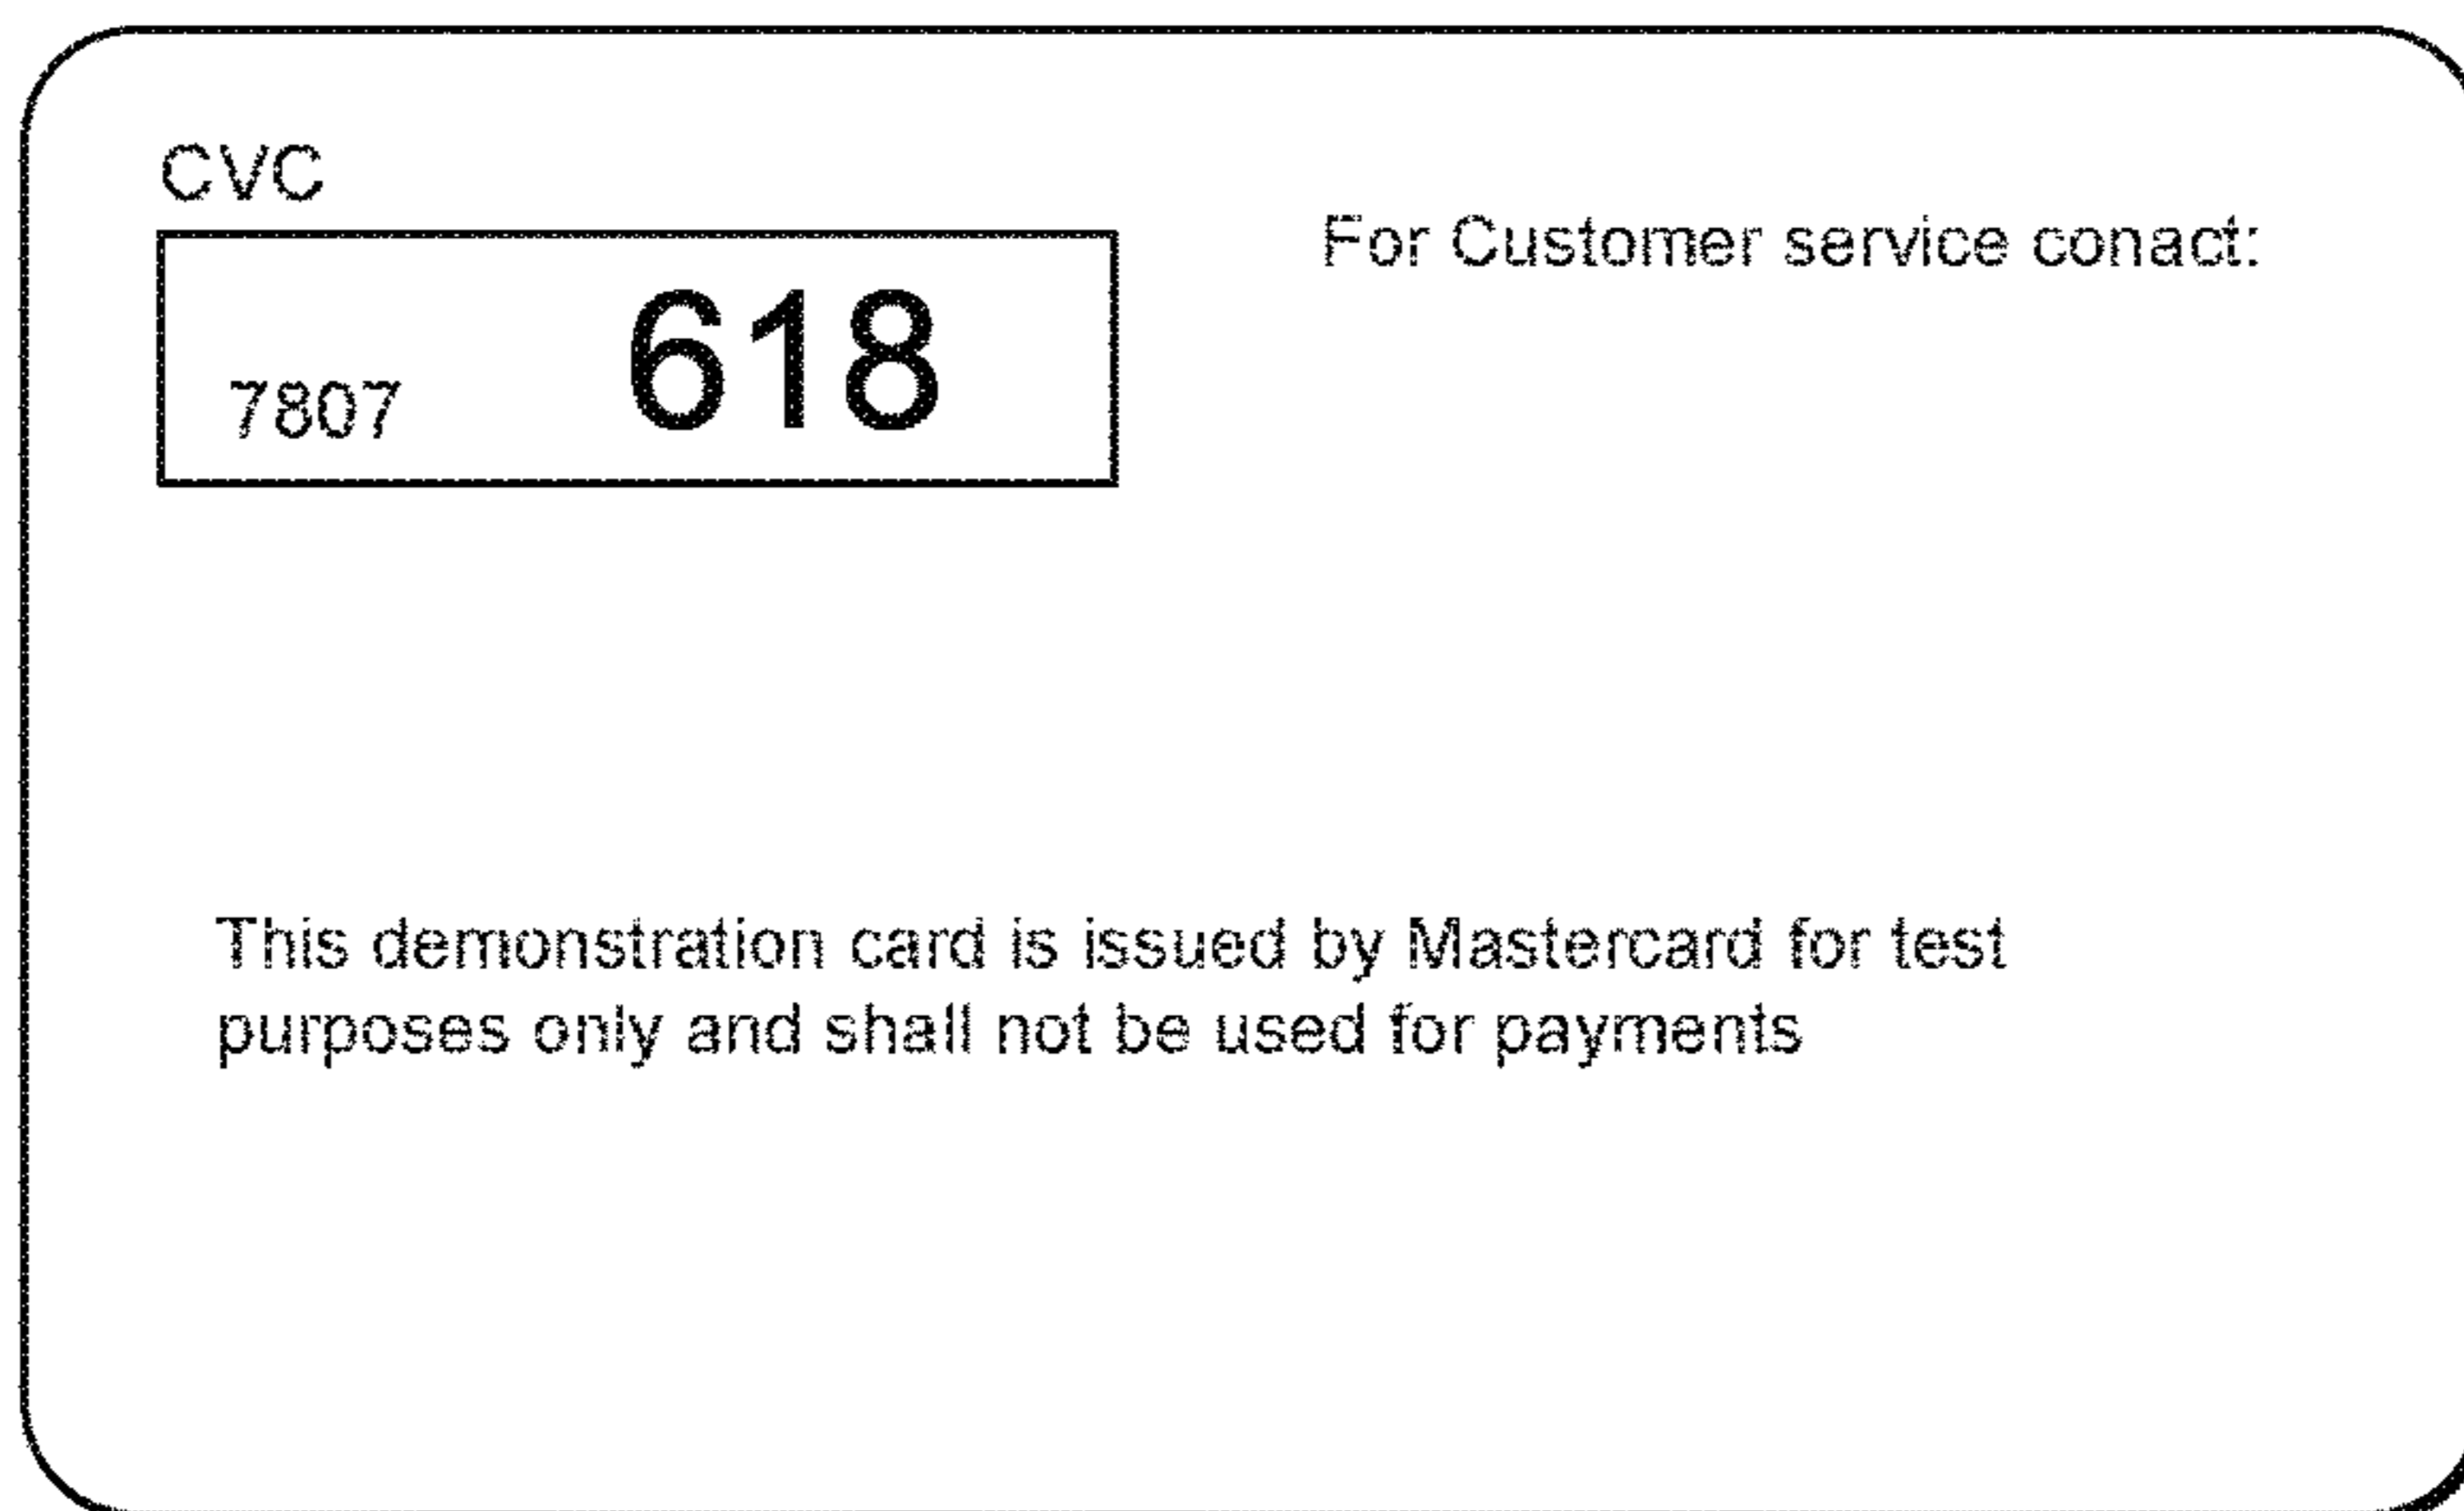 CVC
For Customer service conact:
7807 618
This demonstration card is issued by Mastercard for test
purposes only and shall not be used for payments